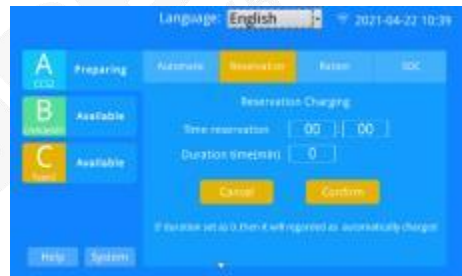 Language: English 2021-04-22 10:39
A Preparing
CCS2
B Available
C Available
Automatic Reservation Ration SOC
Reservation Charging
Time reservation 00 : 00
Duration time(min) 0
Cancel Confirm
If duration set as 0,then it will regarded as automatically charged
Help System